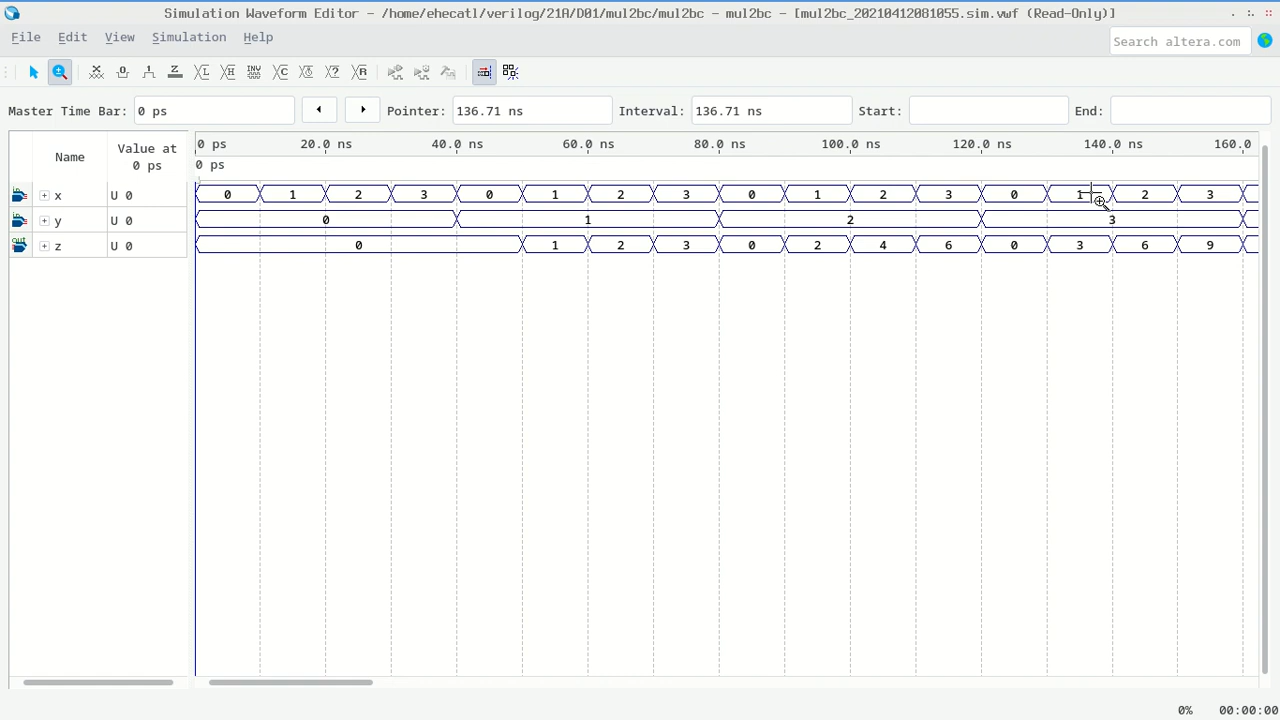 Simulation Waveform Editor - /home/ehecatl/verilog/21A/D01/mul2bc/mul2bc - mul2bc - [mul2bc_20210412081055.sim.vwf (Read-Only)]
File Edit View Simulation Help
Search altera.com
Master Time Bar: 0 ps Pointer: 136.71 ns Interval: 136.71 ns Start: End:
Name Value at 0 ps
0 ps 20.0 ns 40.0 ns 60.0 ns 80.0 ns 100.0 ns 120.0 ns 140.0 ns 160.0
0 ps
x U 0 0 1 2 3 0 1 2 3 0 1 2 3 0 1 2 3
y U 0 0 1 2 3
z U 0 0 1 2 3 0 2 4 6 0 3 6 9
0% 00:00:00